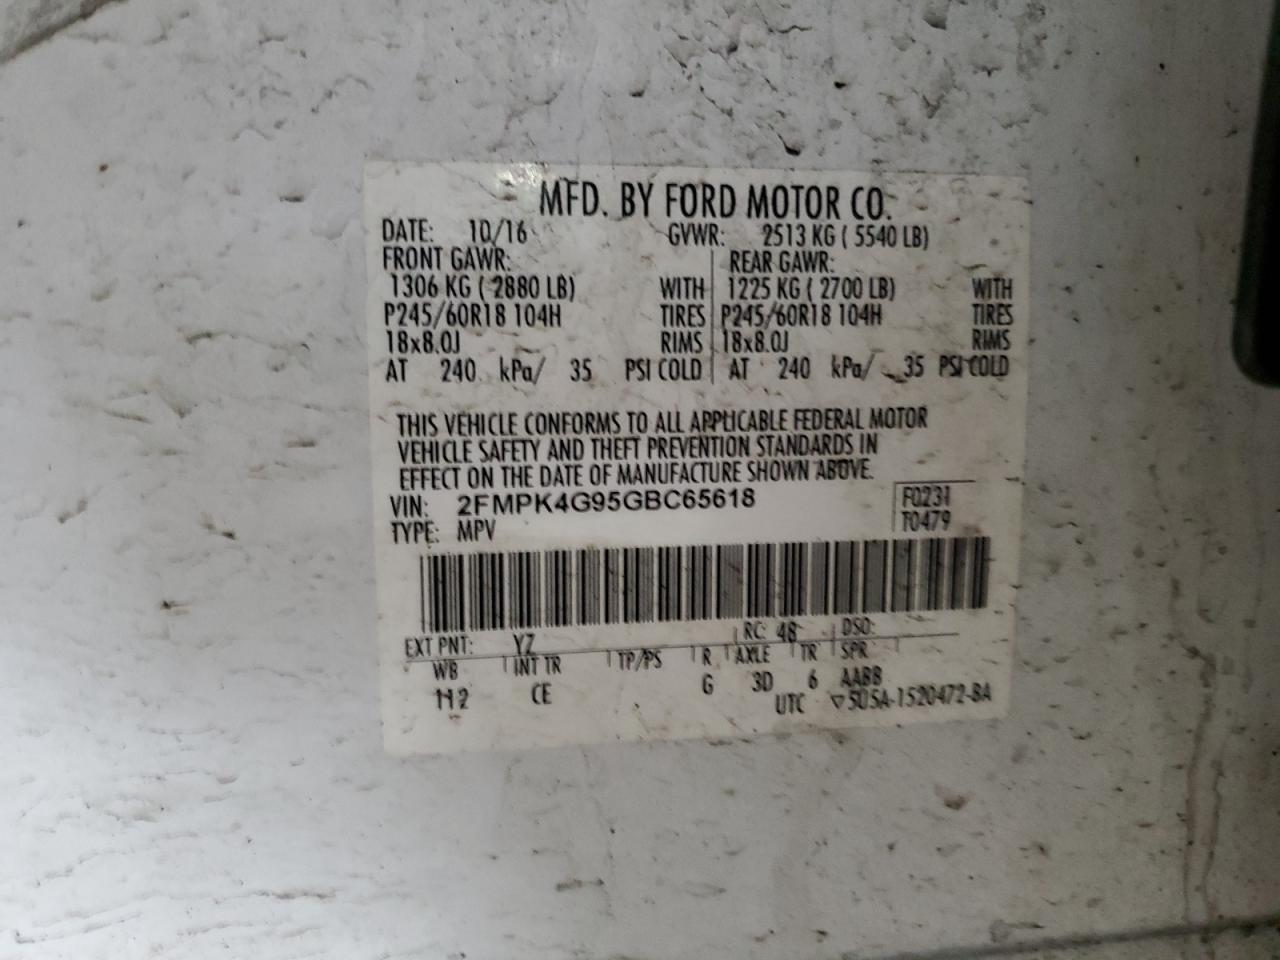 MFD. BY FORD MOTOR CO.
DATE: 10/16 GVWR: 2513 KG ( 5540 LB)
FRONT GAWR: REAR GAWR:
1306 KG ( 2880 LB) WITH 1225 KG ( 2700 LB) WITH
P245/60R18 104H TIRES P245/60R18 104H TIRES
18x8.0J RIMS 18x8.0J RIMS
AT 240 kPa/ 35 PSI COLD AT 240 kPa/ 35 PSI COLD
THIS VEHICLE CONFORMS TO ALL APPLICABLE FEDERAL MOTOR
VEHICLE SAFETY AND THEFT PREVENTION STANDARDS IN
EFFECT ON THE DATE OF MANUFACTURE SHOWN ABOVE.
VIN: 2FMPK4G95GBC65618 F0231
TYPE: MPV T0479
EXT PNT: YZ RC: 48 DSO:
WB INT TR TP/PS R AXLE TR SPR
112 CE G 3D 6 AABB
UTC ▽5U5A-1520472-BA